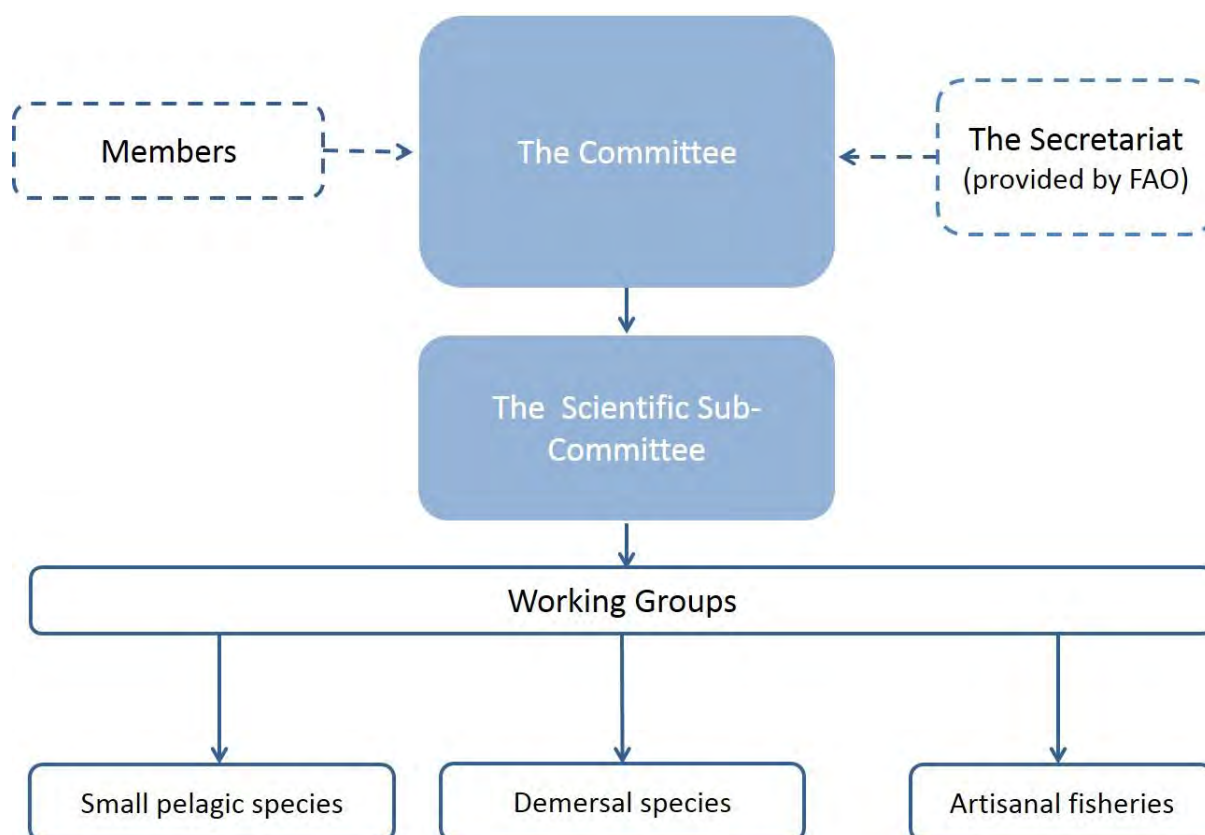 Members
The Committee
The Secretariat
(provided by FAO)
The Scientific Sub-
Committee
Working Groups
Small pelagic species
Demersal species
Artisanal fisheries